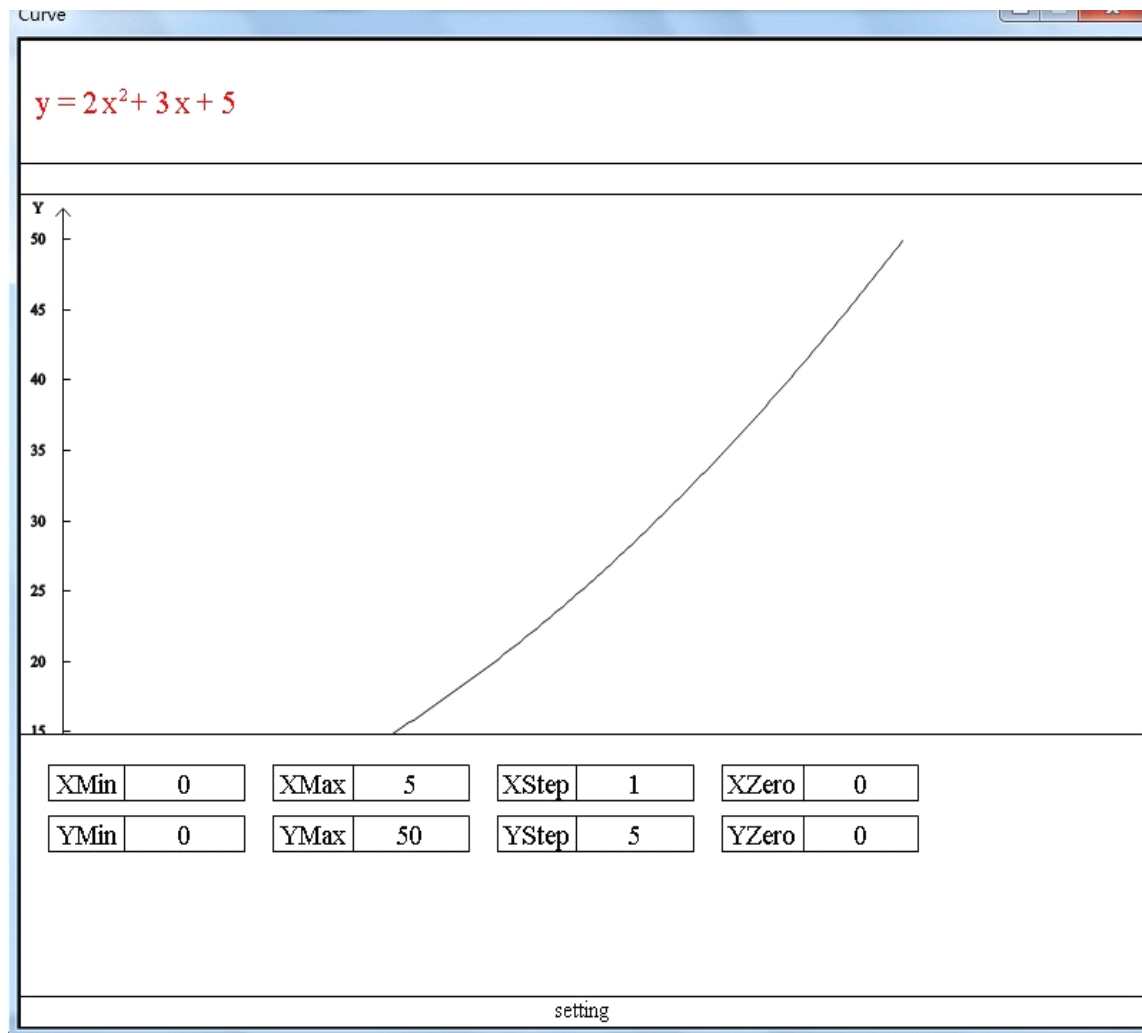 Curve
y = 2x²+ 3x + 5
Y
50
45
40
35
30
25
20
15
XMin 0 XMax 5 XStep 1 XZero 0
YMin 0 YMax 50 YStep 5 YZero 0
setting